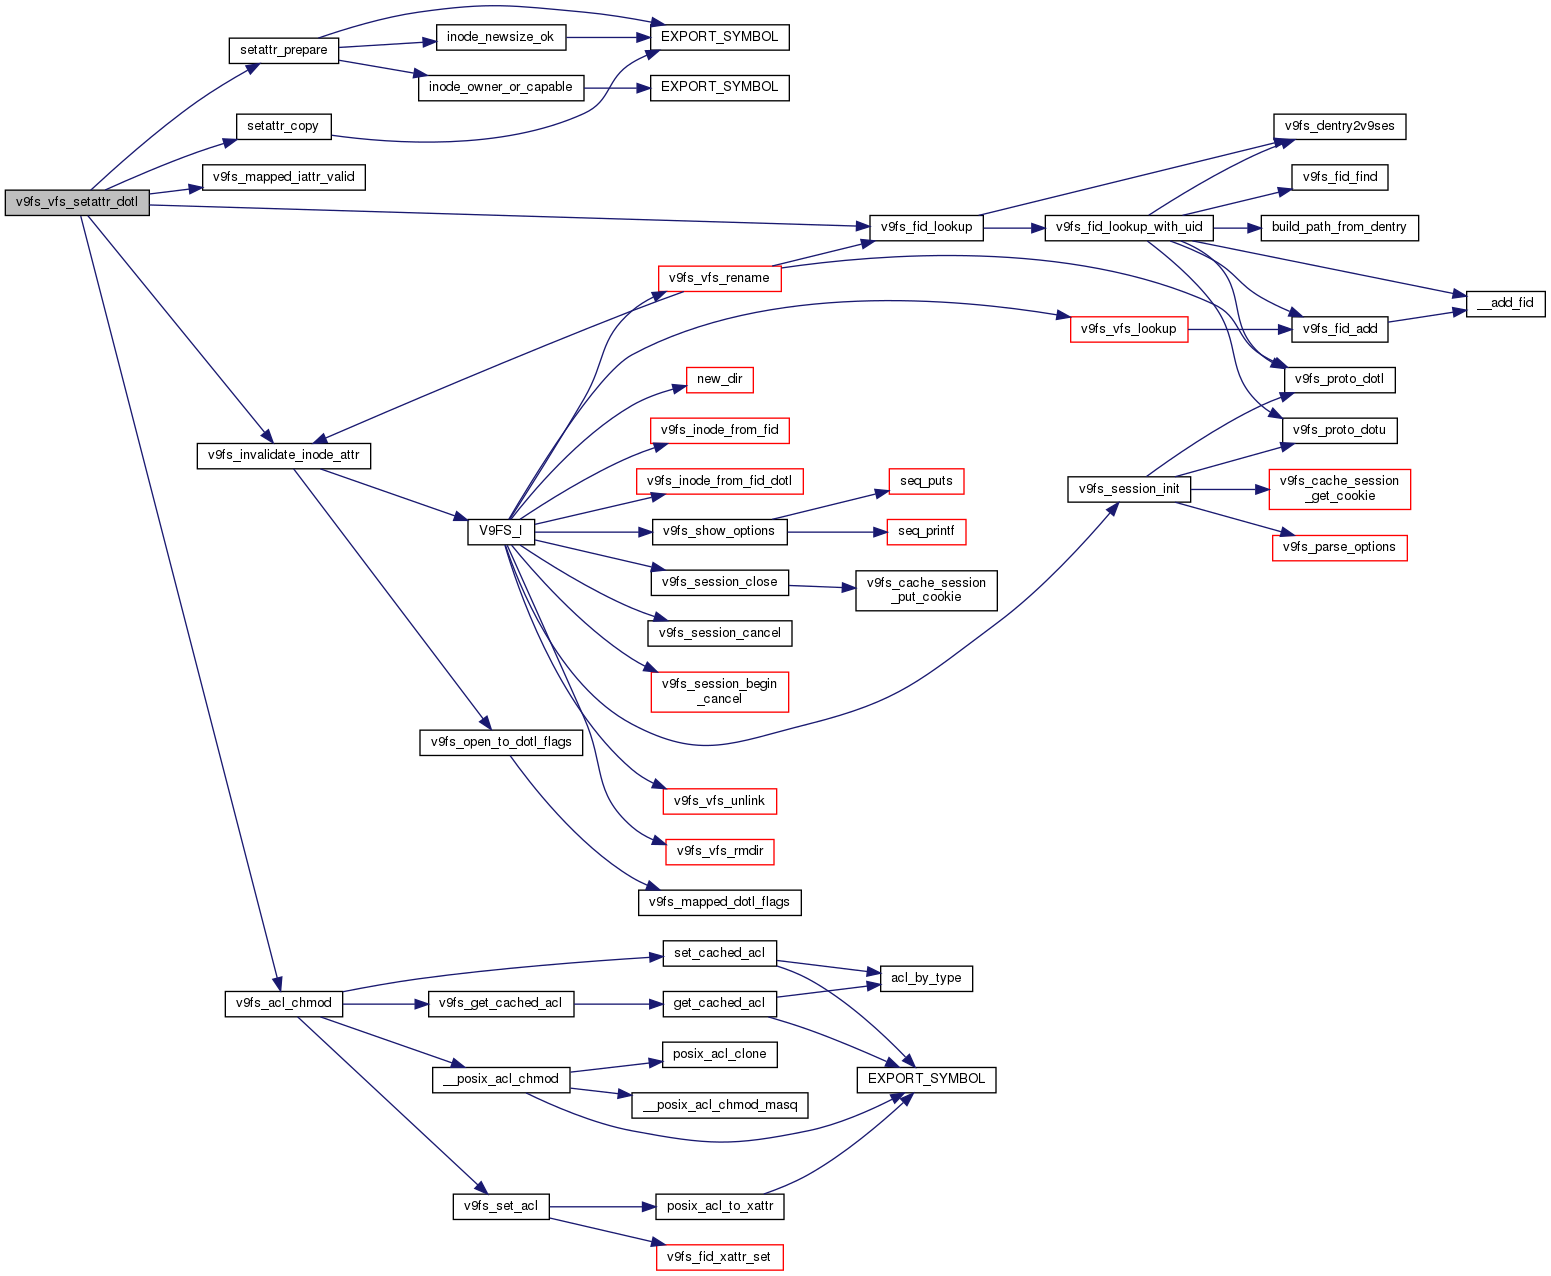 v9fs_vfs_setattr_dotl
setattr_prepare
inode_newsize_ok
EXPORT_SYMBOL
inode_owner_or_capable
EXPORT_SYMBOL
setattr_copy
v9fs_mapped_iattr_valid
v9fs_fid_lookup
v9fs_fid_lookup_with_uid
v9fs_dentry2v9ses
v9fs_fid_find
build_path_from_dentry
__add_fid
v9fs_fid_add
v9fs_proto_dotl
v9fs_proto_dotu
v9fs_vfs_rename
v9fs_vfs_lookup
new_dir
v9fs_inode_from_fid
v9fs_inode_from_fid_dotl
v9fs_invalidate_inode_attr
V9FS_I
v9fs_show_options
seq_puts
seq_printf
v9fs_session_init
v9fs_cache_session
_get_cookie
v9fs_parse_options
v9fs_session_close
v9fs_cache_session
_put_cookie
v9fs_session_cancel
v9fs_session_begin
_cancel
v9fs_open_to_dotl_flags
v9fs_vfs_unlink
v9fs_vfs_rmdir
v9fs_mapped_dotl_flags
v9fs_acl_chmod
set_cached_acl
v9fs_get_cached_acl
get_cached_acl
acl_by_type
__posix_acl_chmod
posix_acl_clone
__posix_acl_chmod_masq
EXPORT_SYMBOL
v9fs_set_acl
posix_acl_to_xattr
v9fs_fid_xattr_set